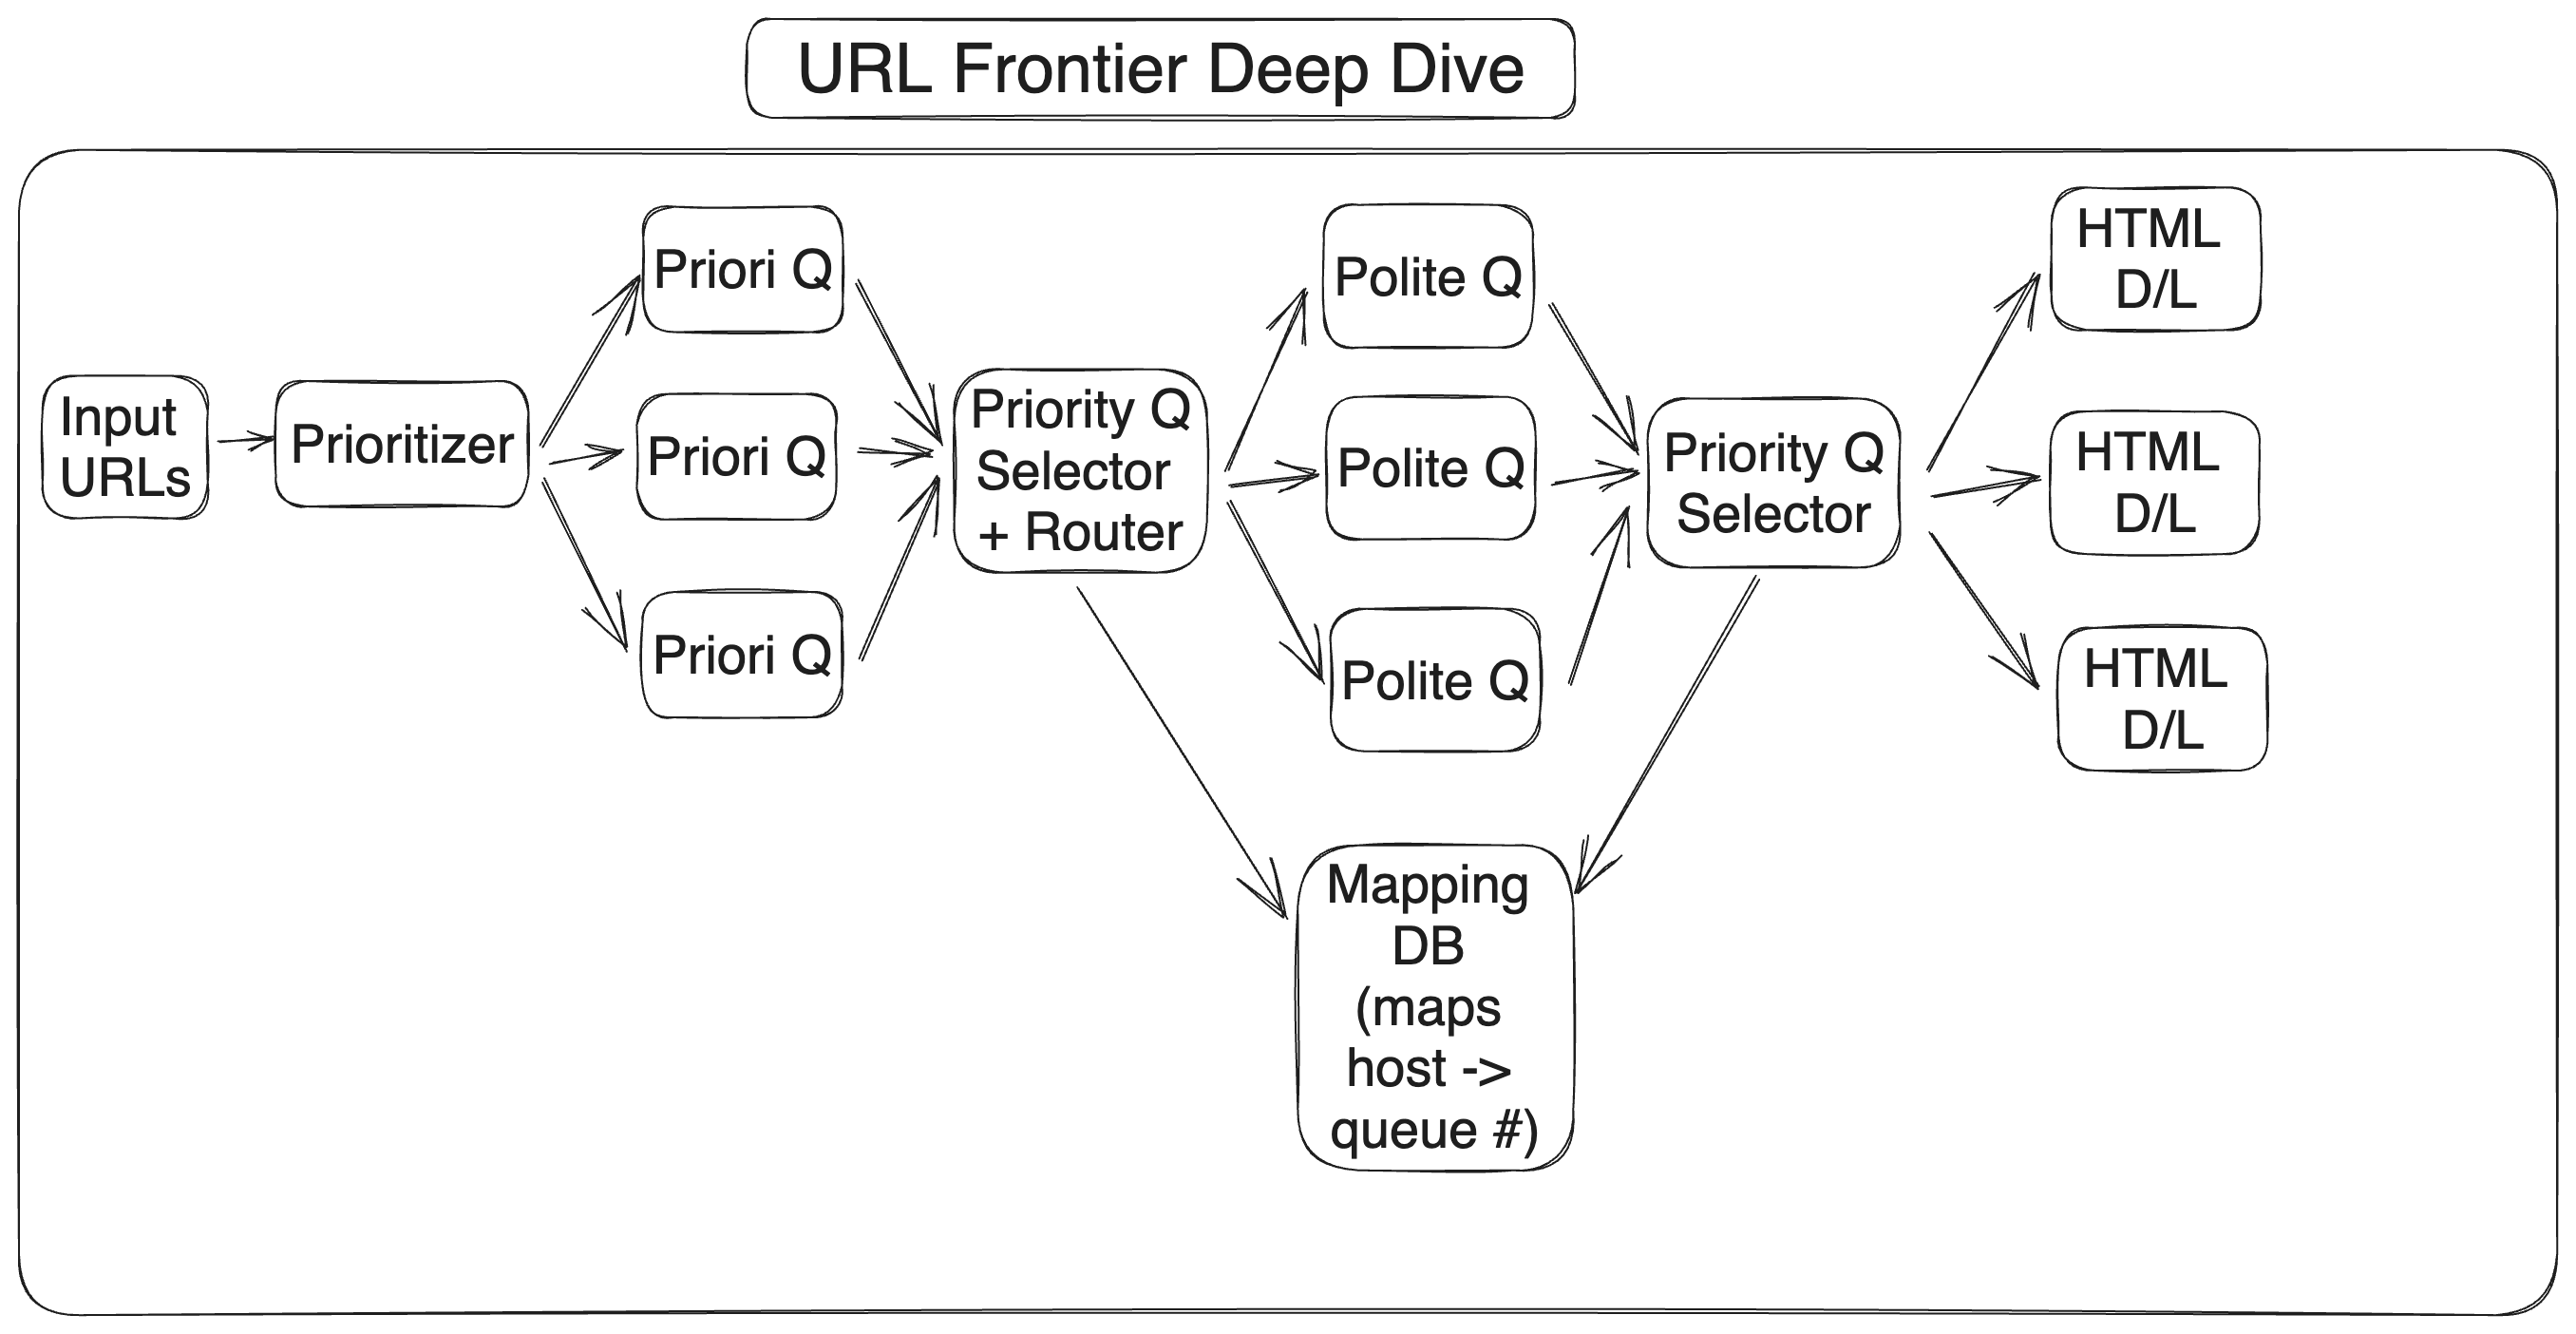 URL Frontier Deep Dive
Input
URLs
Prioritizer
Priori Q
Priori Q
Priori Q
Priority Q
Selector
+ Router
Polite Q
Polite Q
Polite Q
Priority Q
Selector
HTML
D/L
HTML
D/L
HTML
D/L
Mapping
DB
(maps
host ->
queue #)